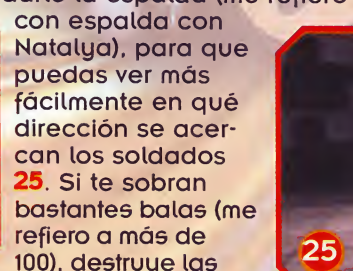 la espalda (me refiero
con espalda con
Natalya), para que
puedas ver más
fácilmente en qué
dirección se acer-
can los soldados
25. Si te sobran
bastantes balas (me
refiero a más de
100), destruye las
25